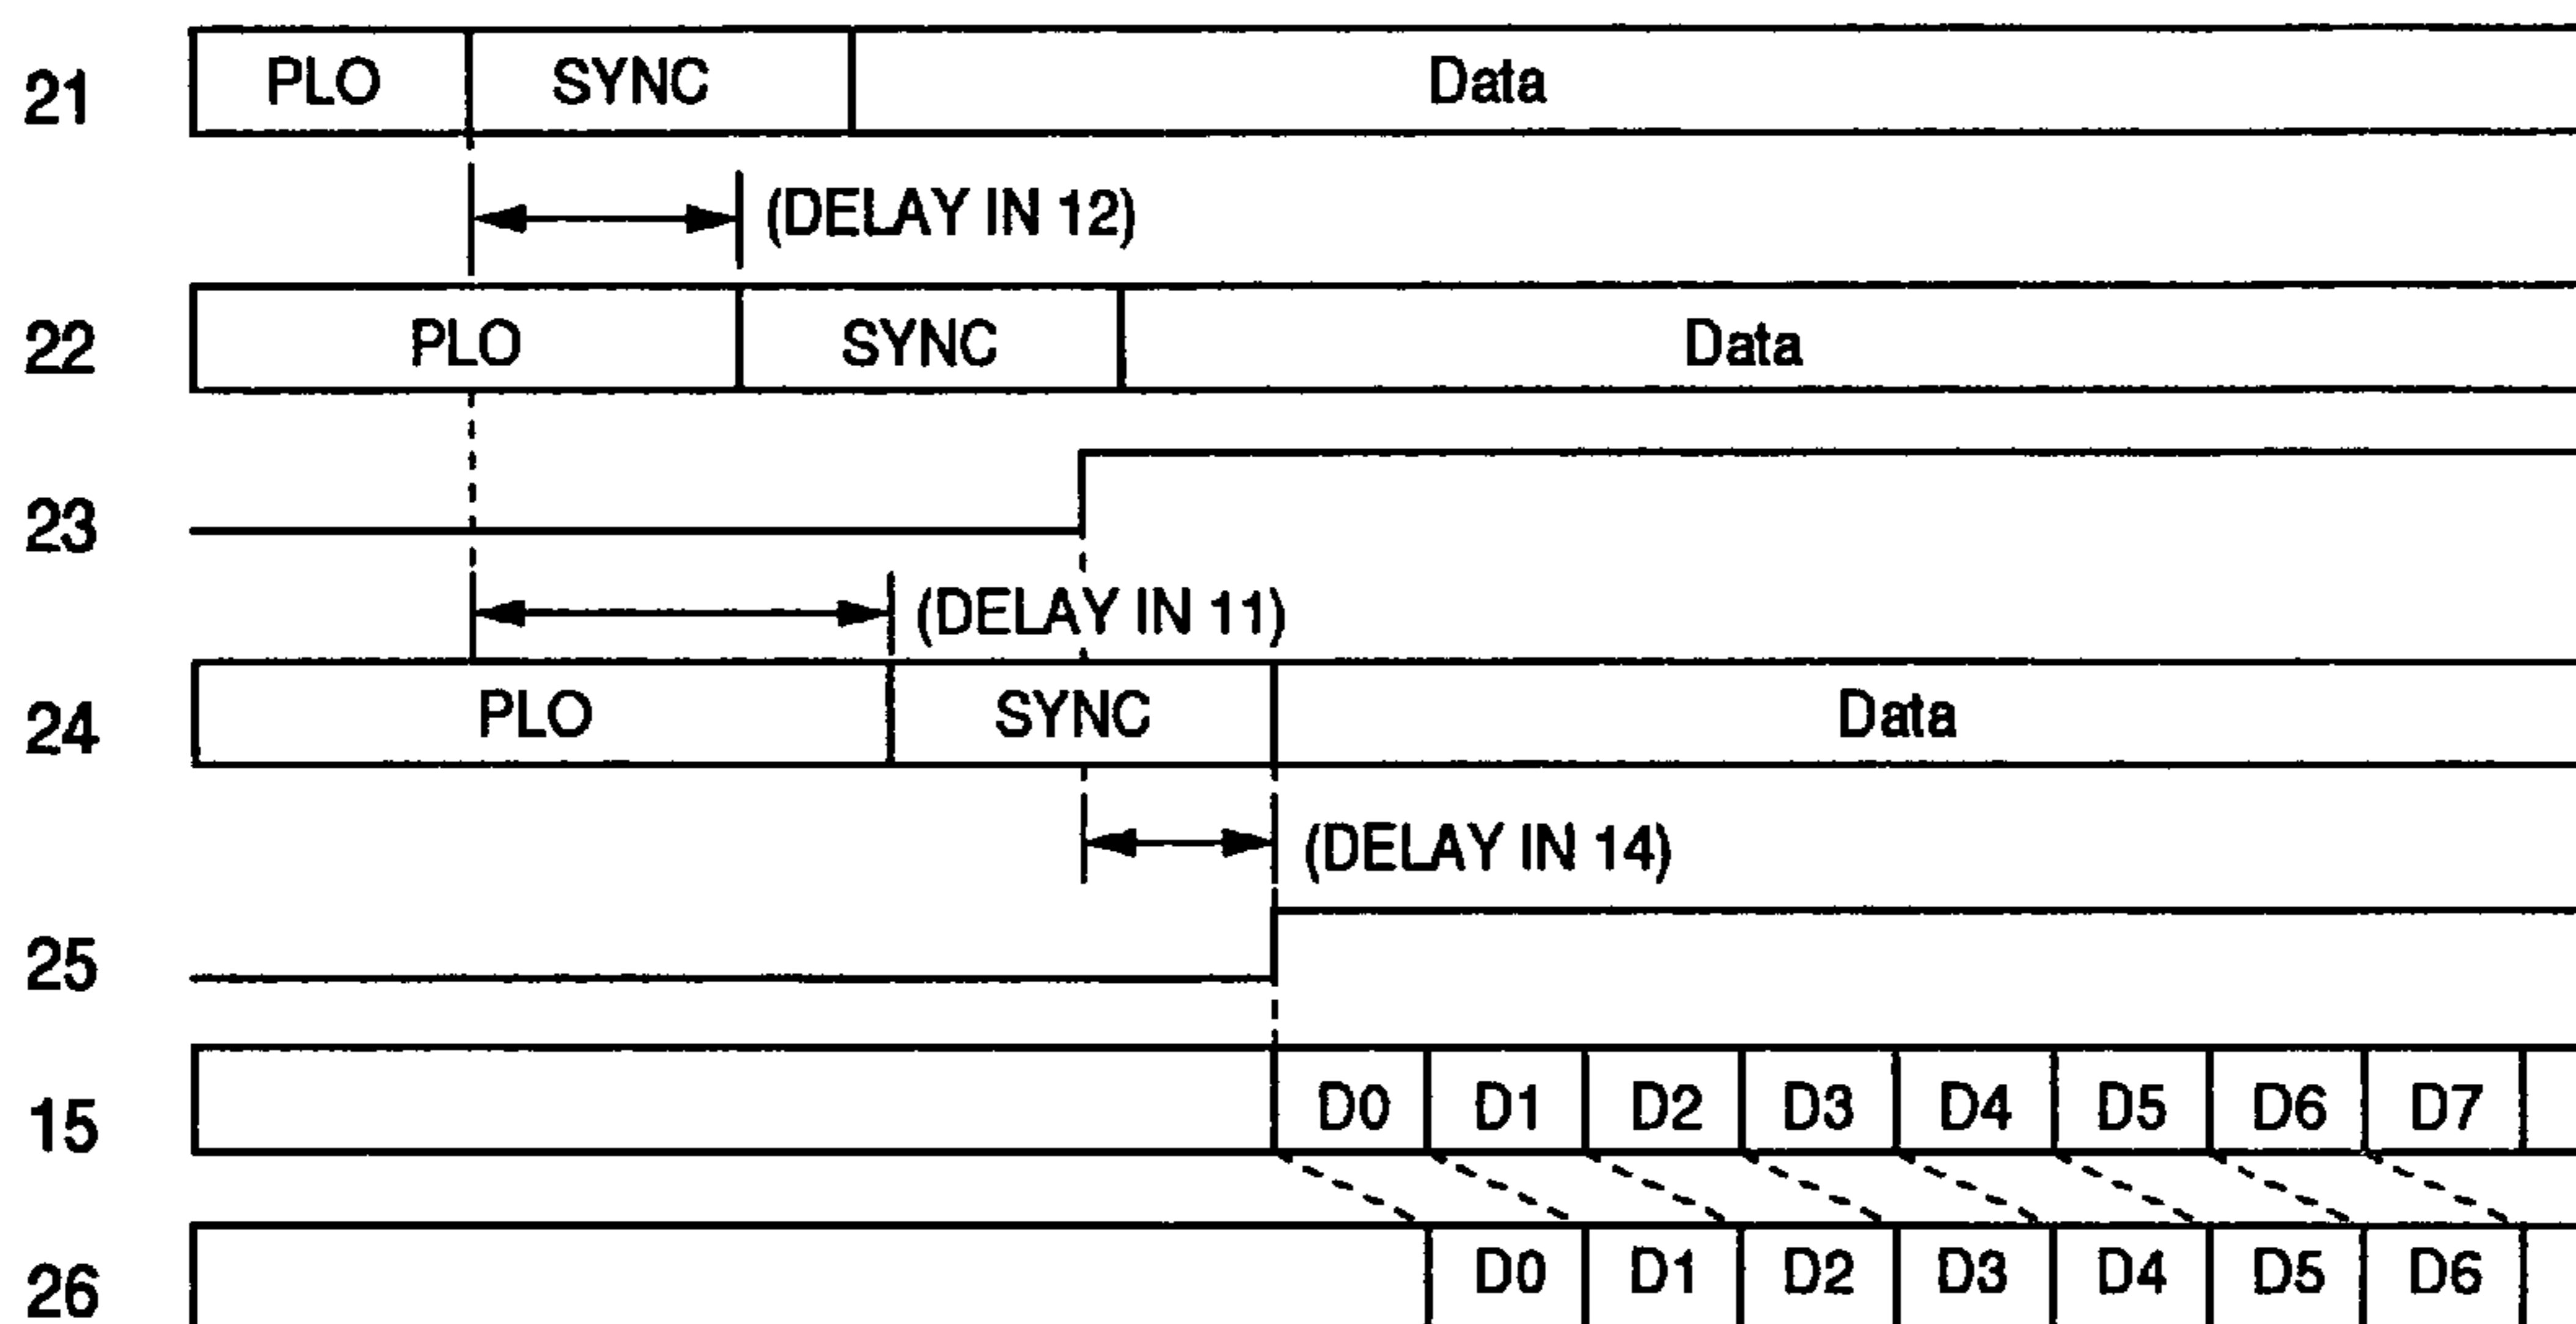 21 PLO SYNC Data
(DELAY IN 12)
22 PLO SYNC Data
23
(DELAY IN 11)
24 PLO SYNC Data
(DELAY IN 14)
25
15 D0 D1 D2 D3 D4 D5 D6 D7
26 D0 D1 D2 D3 D4 D5 D6